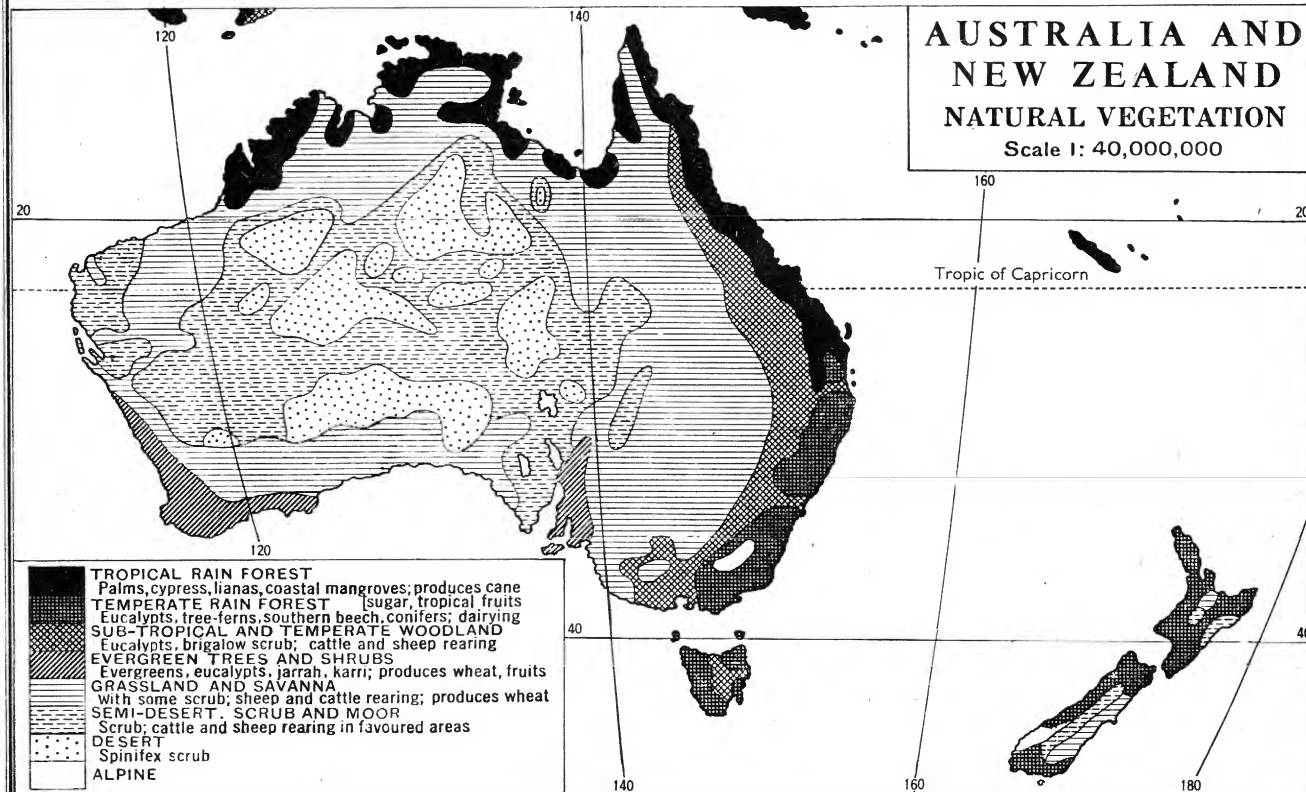 120
140
AUSTRALIA AND
NEW ZEALAND
NATURAL VEGETATION
Scale 1: 40,000,000
160
20
20
Tropic of Capricorn
120
TROPICAL RAIN FOREST
Palms, cypress, lianas, coastal mangroves; produces cane
TEMPERATE RAIN FOREST [sugar, tropical fruits
Eucalypts, tree-ferns, southern beech, conifers; dairying
SUB-TROPICAL AND TEMPERATE WOODLAND
Eucalypts, brigalow scrub; cattle and sheep rearing
EVERGREEN TREES AND SHRUBS
Evergreens, eucalypts, jarrah, karri; produces wheat, fruits
GRASSLAND AND SAVANNA
With some scrub; sheep and cattle rearing; produces wheat
SEMI-DESERT, SCRUB AND MOOR
Scrub; cattle and sheep rearing in favoured areas
DESERT
Spinifex scrub
ALPINE
40
40
140
160
180